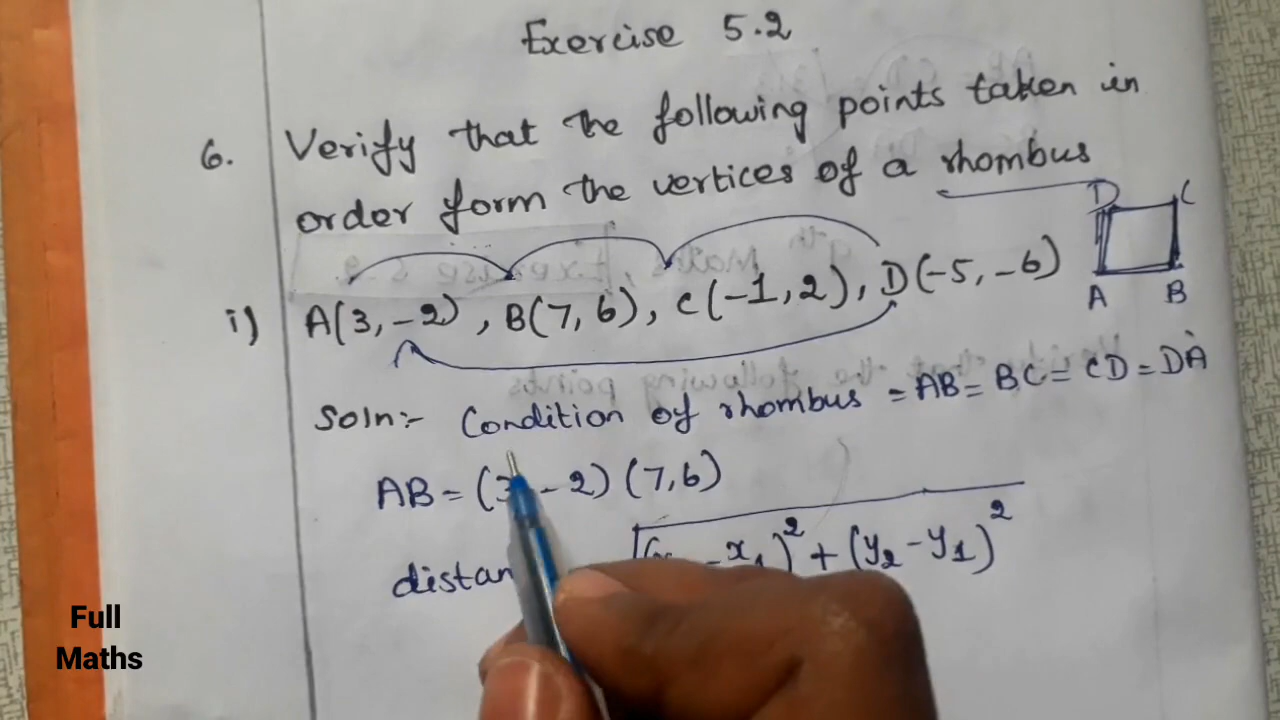 Exercise 5.2
6. Verify that the following points taken in
order form the vertices of a rhombus
D C
i) A(3,-2), B(7,6), C(-1,2), D(-5,-6)
A B
Soln:- Condition of rhombus = AB = BC = CD = DA
AB = (3, -2) (7,6)
- x₁)² + (y₂ - y₁)²
Full
Maths